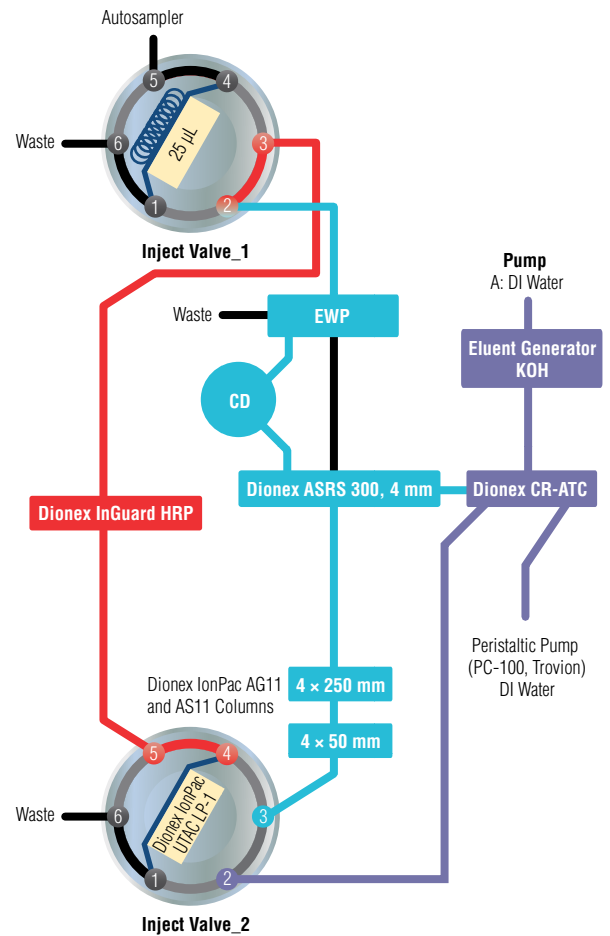 Autosampler
5
4
Waste
6
25 µL
3
1
2
Inject Valve_1
Pump
A: DI Water
Waste
EWP
Eluent Generator
KOH
CD
Dionex ASRS 300, 4 mm
Dionex CR-ATC
Dionex InGuard HRP
Peristaltic Pump
(PC-100, Trovion)
DI Water
Dionex IonPac AG11
and AS11 Columns
4 × 250 mm
4 × 50 mm
5
4
Waste
6
Dionex IonPac
UTAC LP-1
3
1
2
Inject Valve_2